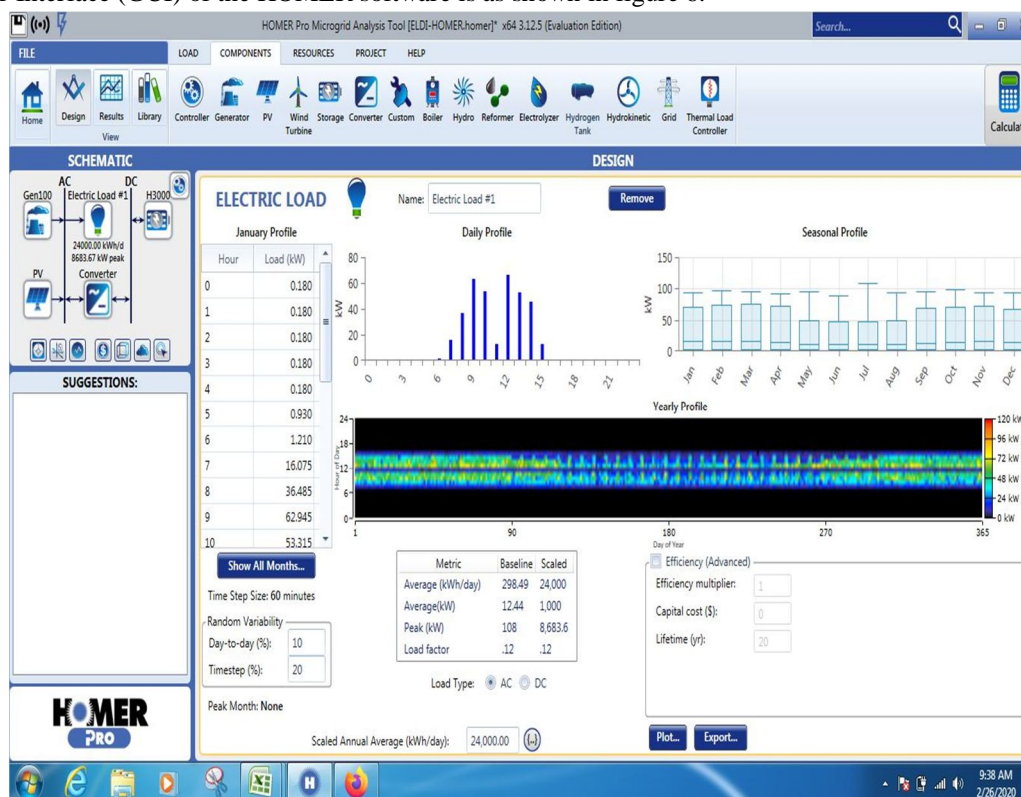 Interface (GUI) of the HOMER software is as shown in figure 6.
HOMER Pro Microgrid Analysis Tool [ELDI-HOMER.homer]* x64 3.12.5 (Evaluation Edition)
Search...
FILE
LOAD COMPONENTS RESOURCES PROJECT HELP
Home Design Results Library Controller Generator PV Wind Turbine Storage Converter Custom Boiler Hydro Reformer Electrolyzer Hydrogen Tank Hydrokinetic Grid Thermal Load Controller
View
Calculat
SCHEMATIC
DESIGN
AC DC
Gen100 Electric Load #1 H3000
24000.00 kWh/d
8683.67 kW peak
PV Converter
SUGGESTIONS:
HOMER
PRO
ELECTRIC LOAD
Name: Electric Load #1
Remove
January Profile
Hour Load (kW)
0 0.180
1 0.180
2 0.180
3 0.180
4 0.180
5 0.930
6 1.210
7 16.075
8 36.485
9 62.945
10 53.315
Show All Months...
Time Step Size: 60 minutes
Random Variability
Day-to-day (%): 10
Timestep (%): 20
Peak Month: None
Daily Profile
kW
80
60
40
20
0
0 3 6 9 12 15 18 21
Seasonal Profile
kW
150
100
50
0
Jan Feb Mar Apr May Jun Jul Aug Sep Oct Nov Dec
Yearly Profile
Hour of Day
24
18
12
6
0
1 90 180 270 365
Day of Year
120 kW
96 kW
72 kW
48 kW
24 kW
0 kW
Metric Baseline Scaled
Average (kWh/day) 298.49 24,000
Average(kW) 12.44 1,000
Peak (kW) 108 8,683.6
Load factor .12 .12
Load Type: AC DC
Scaled Annual Average (kWh/day): 24,000.00 {..}
Efficiency (Advanced)
Efficiency multiplier: 1
Capital cost ($): 0
Lifetime (yr): 20
Plot... Export...
9:38 AM
2/26/2020